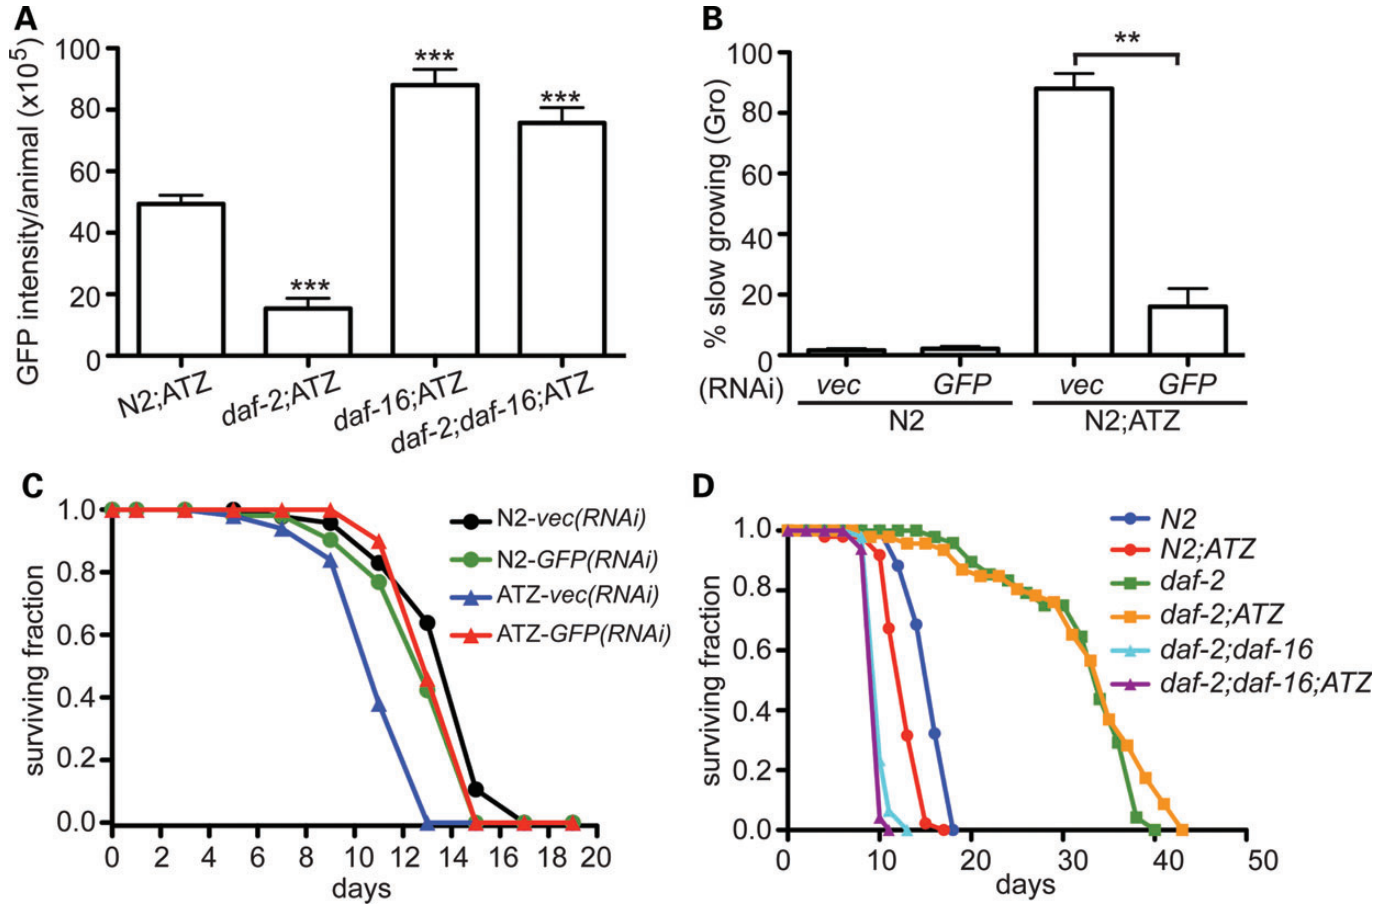 A
GFP intensity/animal (x10⁵)
100
80
60
40
20
0
***
***
***
N2;ATZ
daf-2;ATZ
daf-16;ATZ
daf-2;daf-16;ATZ
B
% slow growing (Gro)
100
80
60
40
20
0
**
(RNAi) vec GFP vec GFP
N2 N2;ATZ
C
surviving fraction
1.0
0.8
0.6
0.4
0.2
0.0
0 2 4 6 8 10 12 14 16 18 20
days
N2-vec(RNAi)
N2-GFP(RNAi)
ATZ-vec(RNAi)
ATZ-GFP(RNAi)
D
surviving fraction
1.0
0.8
0.6
0.4
0.2
0.0
0 10 20 30 40 50
days
N2
N2;ATZ
daf-2
daf-2;ATZ
daf-2;daf-16
daf-2;daf-16;ATZ